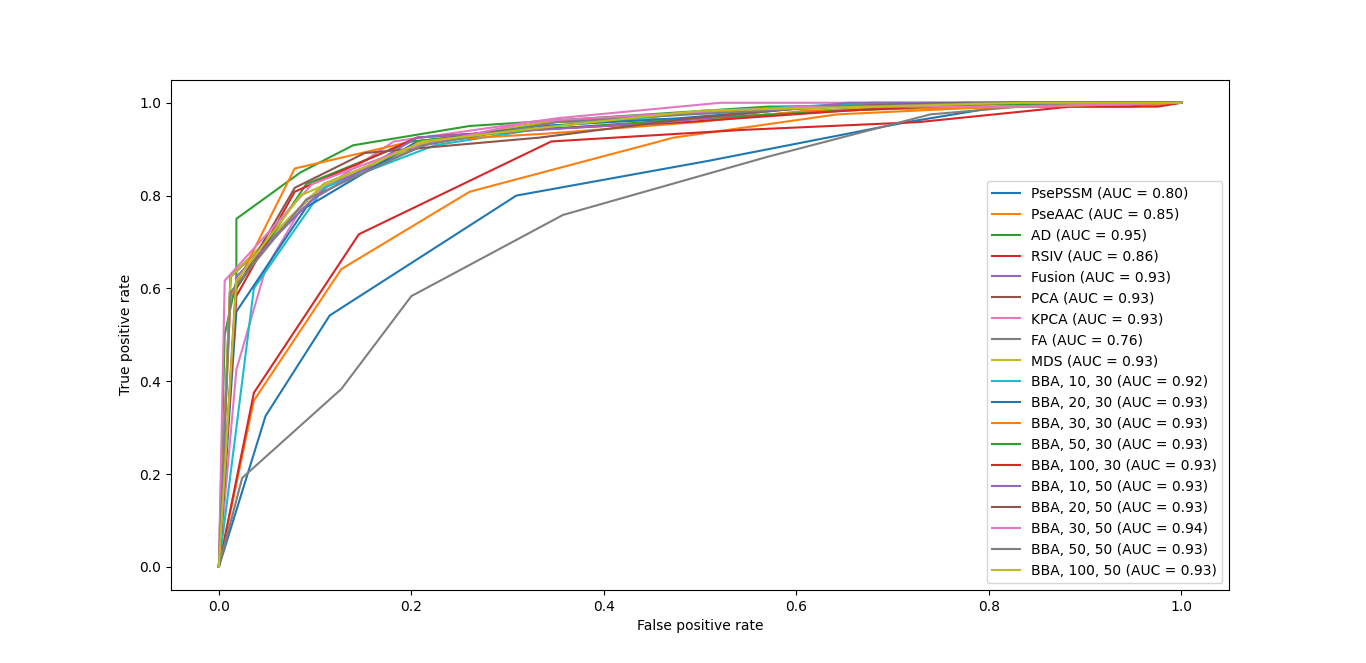 1.0
0.8
0.6
0.4
0.2
0.0
True positive rate
0.0 0.2 0.4 0.6 0.8 1.0
False positive rate
PsePSSM (AUC = 0.80)
PseAAC (AUC = 0.85)
AD (AUC = 0.95)
RSIV (AUC = 0.86)
Fusion (AUC = 0.93)
PCA (AUC = 0.93)
KPCA (AUC = 0.93)
FA (AUC = 0.76)
MDS (AUC = 0.93)
BBA, 10, 30 (AUC = 0.92)
BBA, 20, 30 (AUC = 0.93)
BBA, 30, 30 (AUC = 0.93)
BBA, 50, 30 (AUC = 0.93)
BBA, 100, 30 (AUC = 0.93)
BBA, 10, 50 (AUC = 0.93)
BBA, 20, 50 (AUC = 0.93)
BBA, 30, 50 (AUC = 0.94)
BBA, 50, 50 (AUC = 0.93)
BBA, 100, 50 (AUC = 0.93)